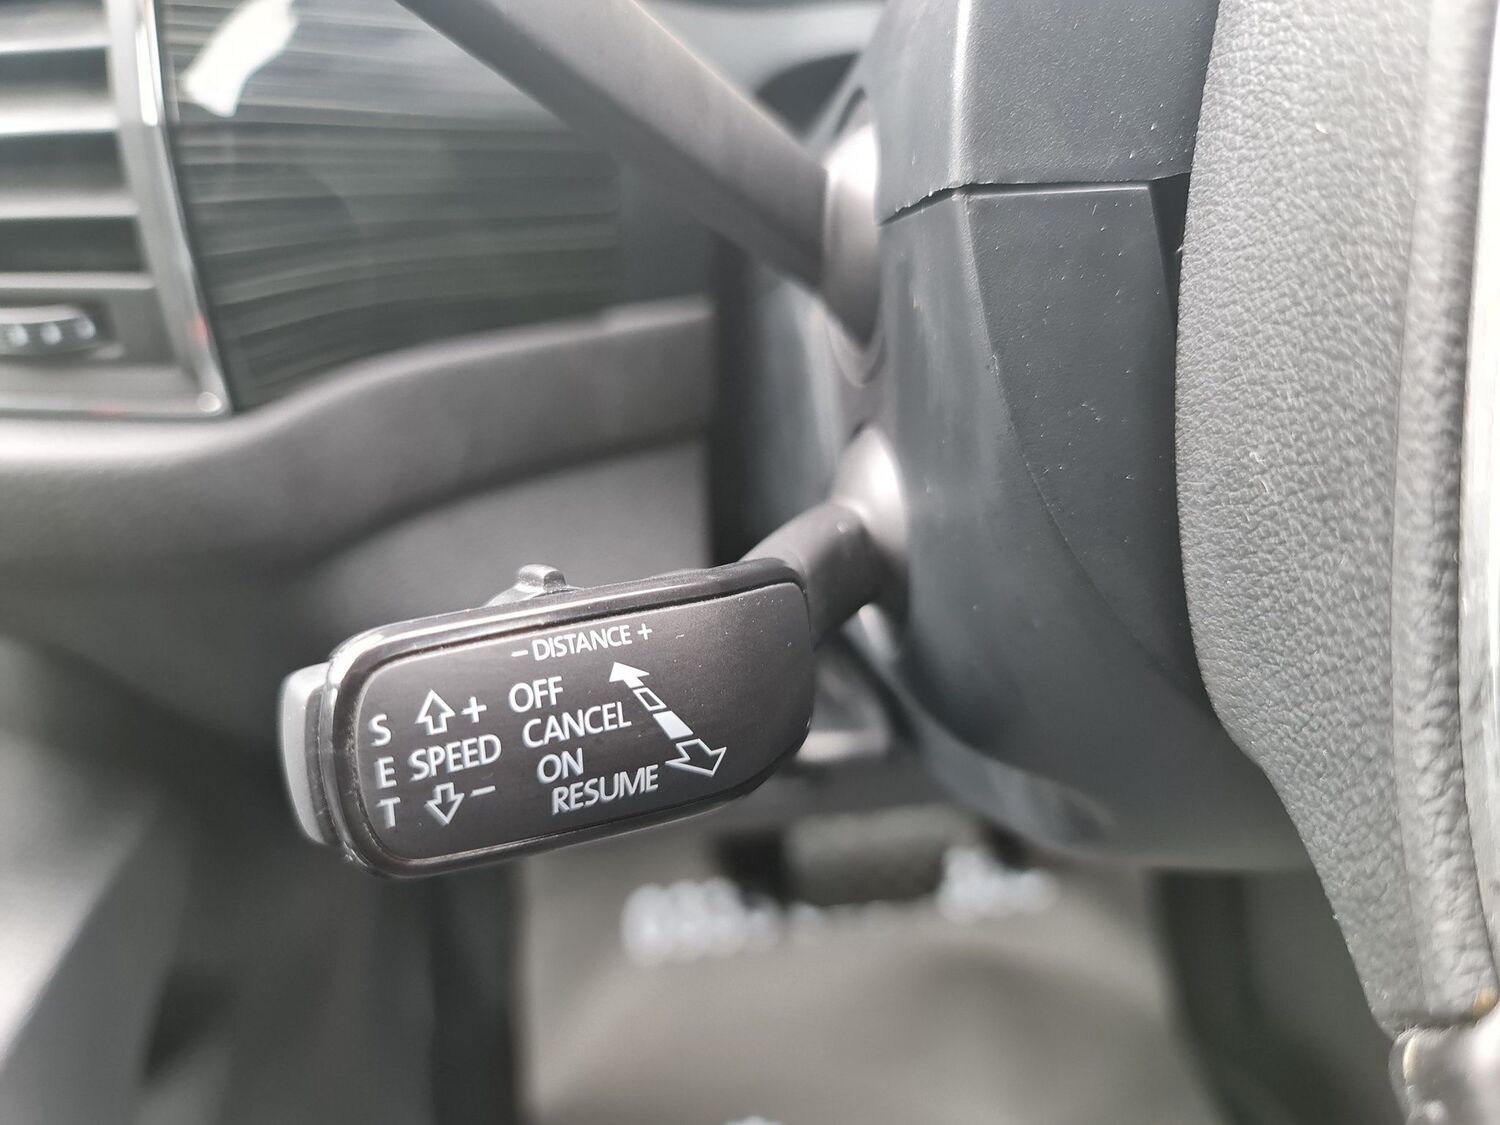 – DISTANCE +
S + OFF
CANCEL
E SPEED
ON
T –
RESUME